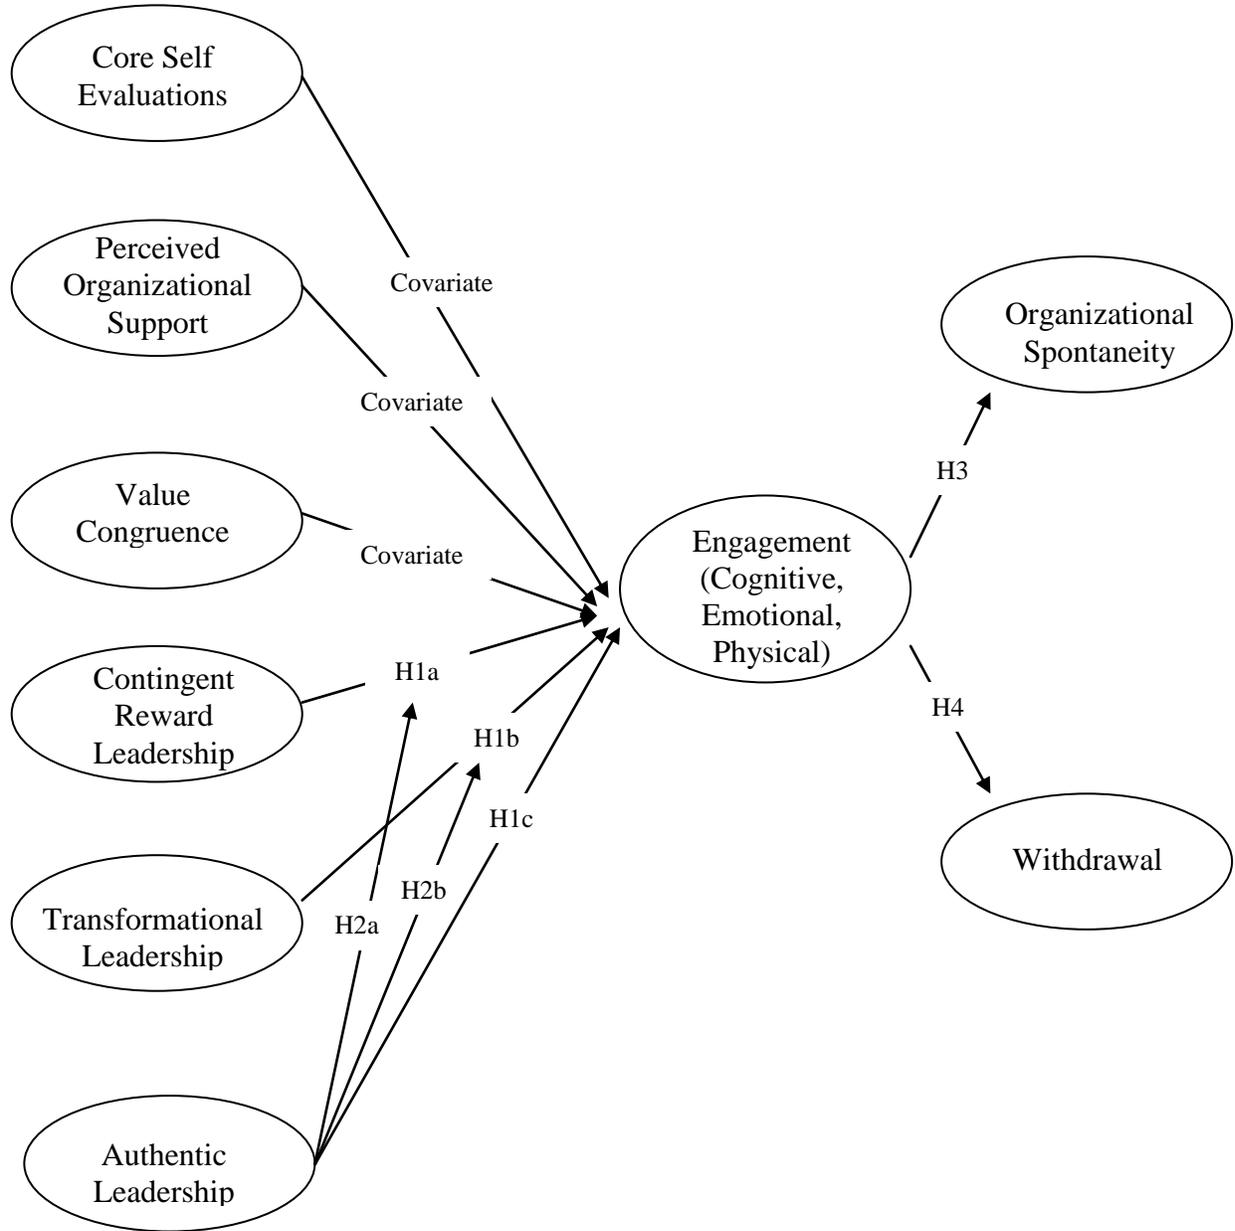 Core Self
Evaluations
Perceived
Organizational
Support
Covariate
Covariate
Value
Congruence
Covariate
Contingent
Reward
Leadership
H1a
H1b
H1c
Transformational
Leadership
H2b
H2a
Authentic
Leadership
Engagement
(Cognitive,
Emotional,
Physical)
Organizational
Spontaneity
H3
H4
Withdrawal